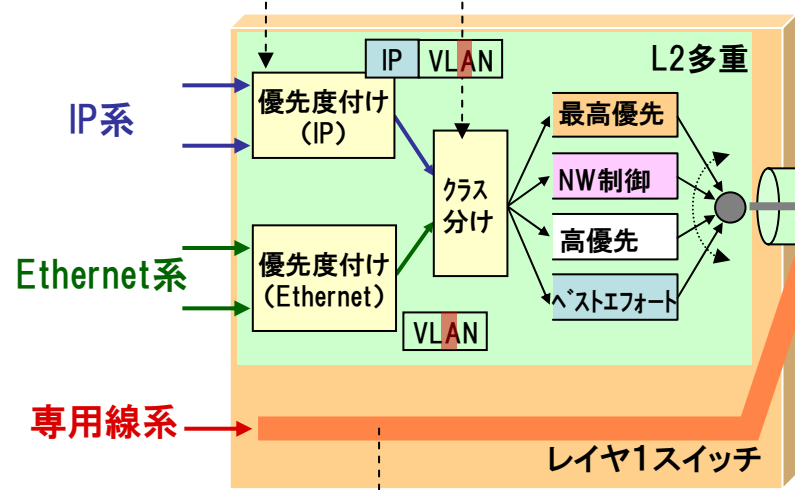 L2多重
IP VLAN
IP系
優先度付け
(IP)
最高優先
NW制御
ｸﾗｽ
分け
高優先
Ethernet系
優先度付け
(Ethernet)
ﾍﾞｽﾄｴﾌｫｰﾄ
VLAN
専用線系
レイヤ1スイッチ